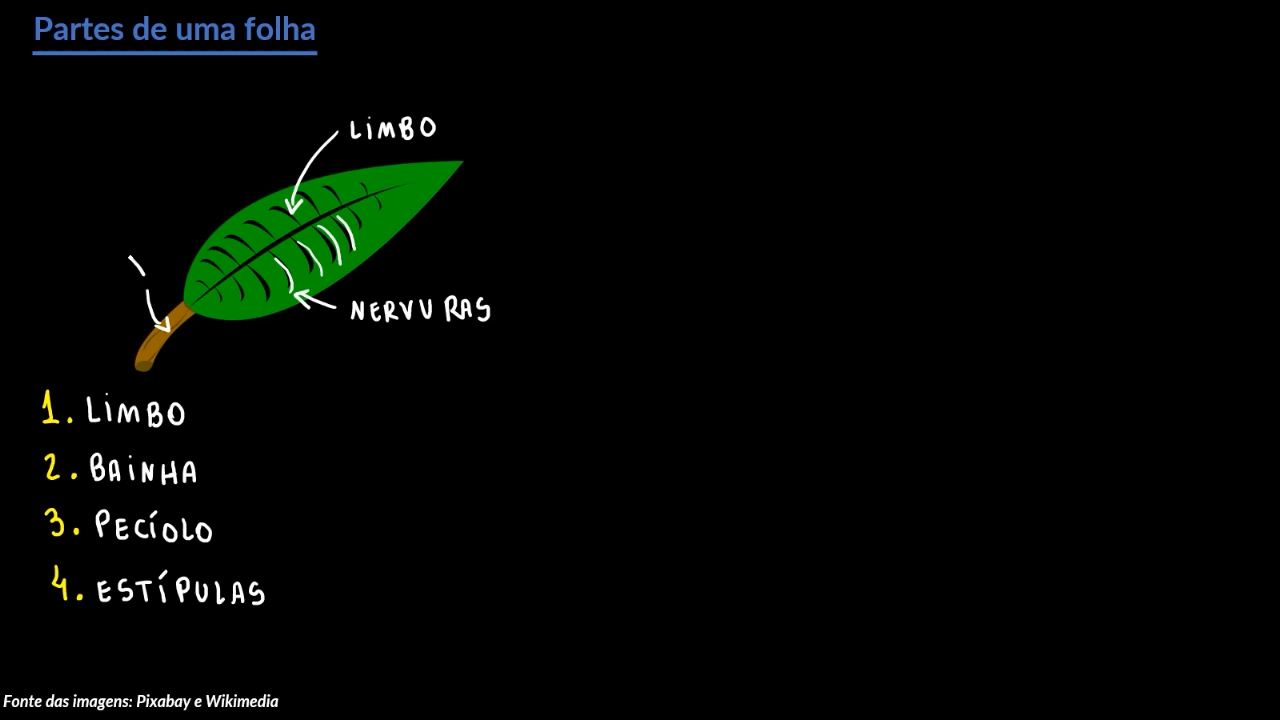 Partes de uma folha
LIMBO
NERVURAS
1. LIMBO
2. BAINHA
3. PECÍOLO
4. ESTÍPULAS
Fonte das imagens: Pixabay e Wikimedia